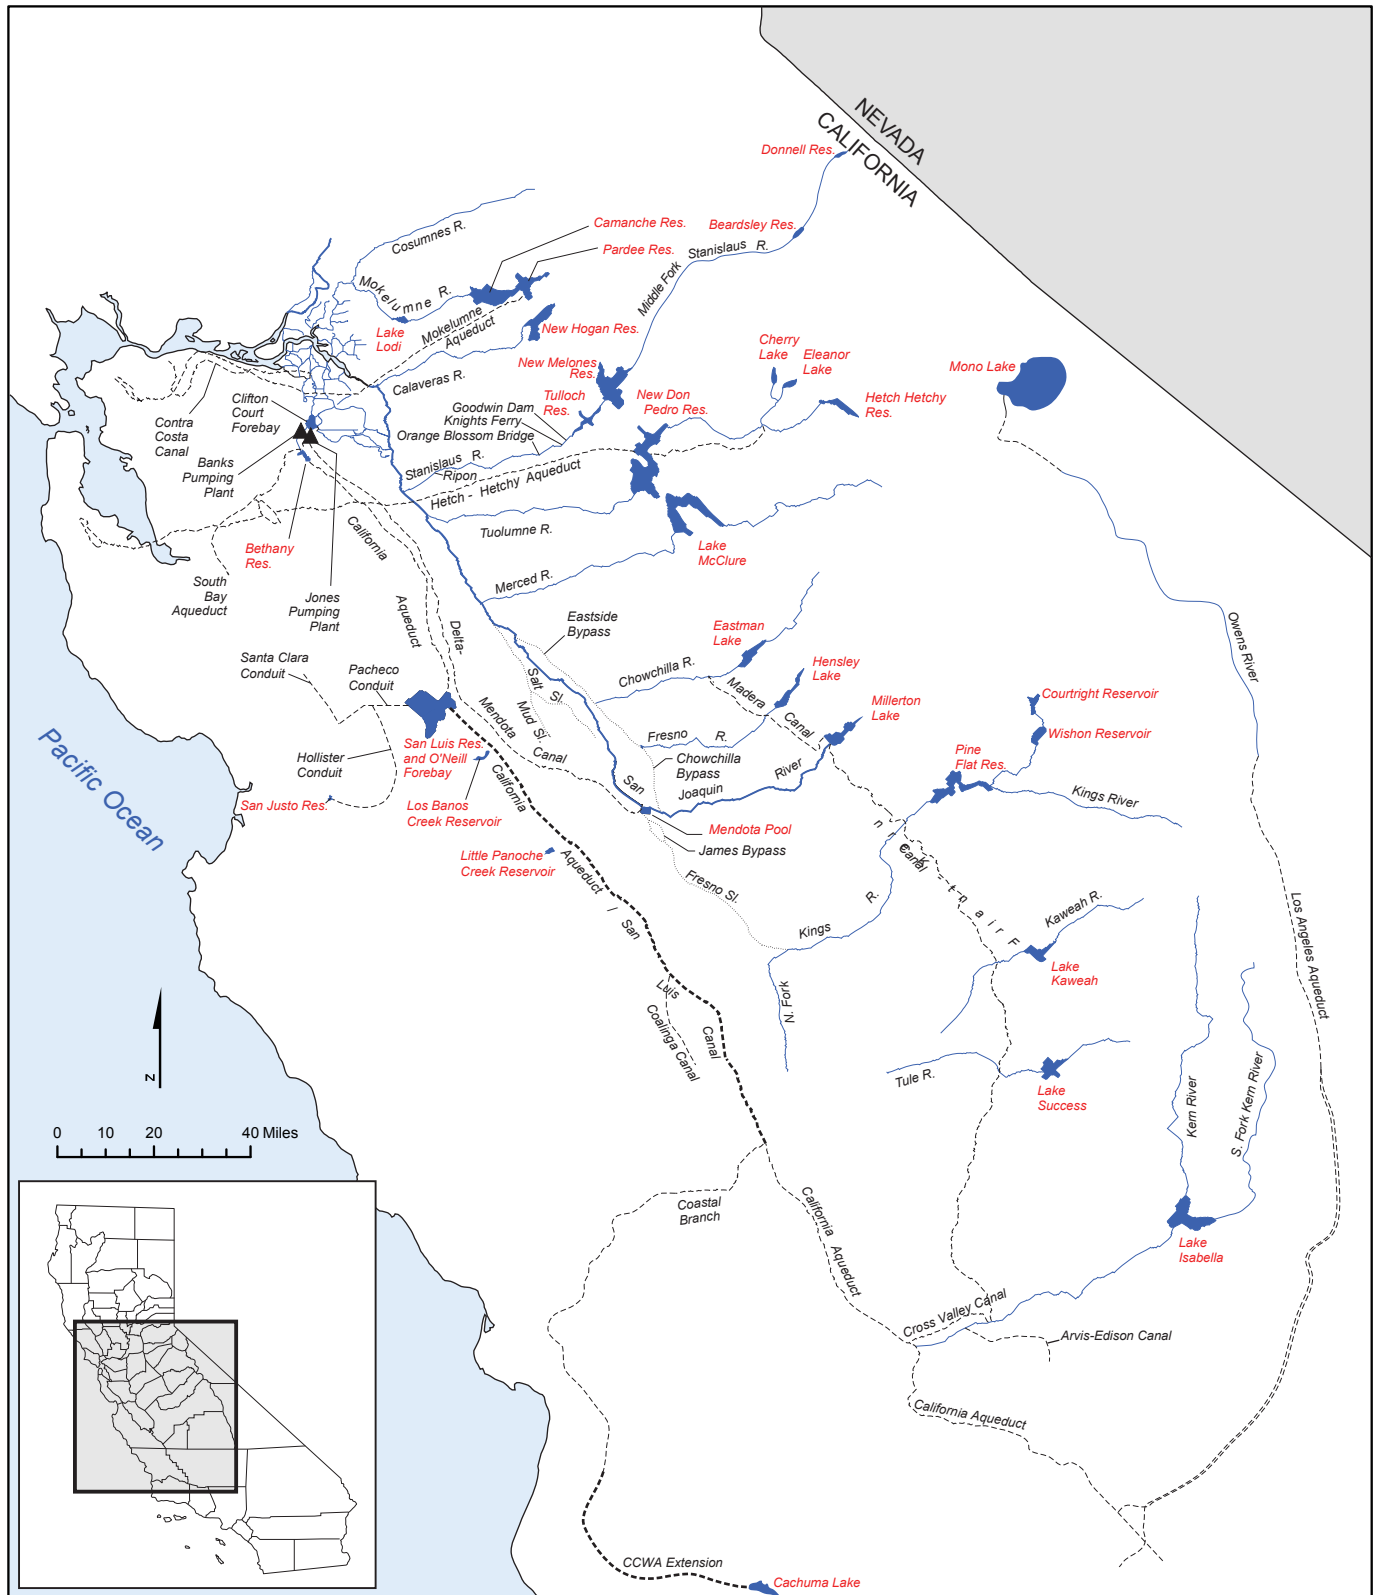 NEVADA
CALIFORNIA
Donnell Res.
Beardsley Res.
Stanislaus R.
Middle Fork
Cosumnes R.
Camanche Res.
Pardee Res.
Mokelumne R.
Lake
Lodi
Mokelumne
Aqueduct
New Hogan Res.
Calaveras R.
New Melones
Res.
Tulloch
Res.
New Don
Pedro Res.
Cherry
Lake
Eleanor
Lake
Hetch Hetchy
Res.
Mono Lake
Contra
Costa
Canal
Clifton
Court
Forebay
Banks
Pumping
Plant
Goodwin Dam
Knights Ferry
Orange Blossom Bridge
Stanislaus R.
Ripon
Hetch - Hetchy Aqueduct
Tuolumne R.
Lake
McClure
Merced R.
Bethany
Res.
South
Bay
Aqueduct
Jones
Pumping
Plant
California
Aqueduct
Delta-
Mendota
Canal
Eastside
Bypass
Salt Sl.
Mud Sl.
Eastman
Lake
Chowchilla R.
Hensley
Lake
Madera
Canal
Millerton
Lake
Fresno R.
Chowchilla
Bypass
San
Joaquin
River
Mendota Pool
James Bypass
Fresno Sl.
Santa Clara
Conduit
Pacheco
Conduit
Hollister
Conduit
San Justo Res.
San Luis Res.
and O'Neill
Forebay
Los Banos
Creek Reservoir
Little Panoche
Creek Reservoir
California
Aqueduct / San
Luis
Canal
Coalinga Canal
Courtright Reservoir
Wishon Reservoir
Pine
Flat Res.
Kings River
Kings R.
N. Fork
Friant - Kern
Canal
Kaweah R.
Lake
Kaweah
Tule R.
Lake
Success
Owens River
Los Angeles Aqueduct
Kern River
S. Fork Kern River
Lake
Isabella
Pacific Ocean
N
0 10 20 40 Miles
Coastal
Branch
California Aqueduct
Cross Valley Canal
Arvis-Edison Canal
California Aqueduct
CCWA Extension
Cachuma Lake